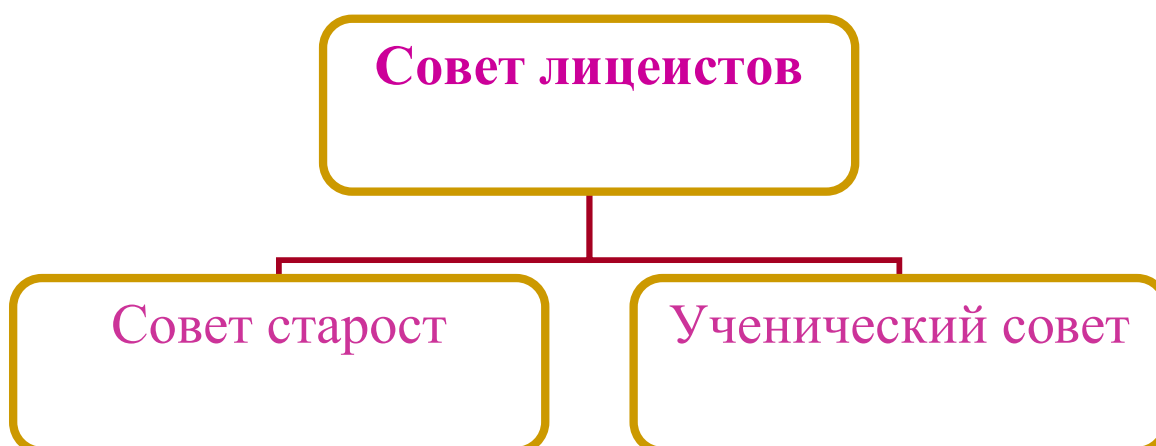 Совет лицеистов
Совет старост
Ученический совет